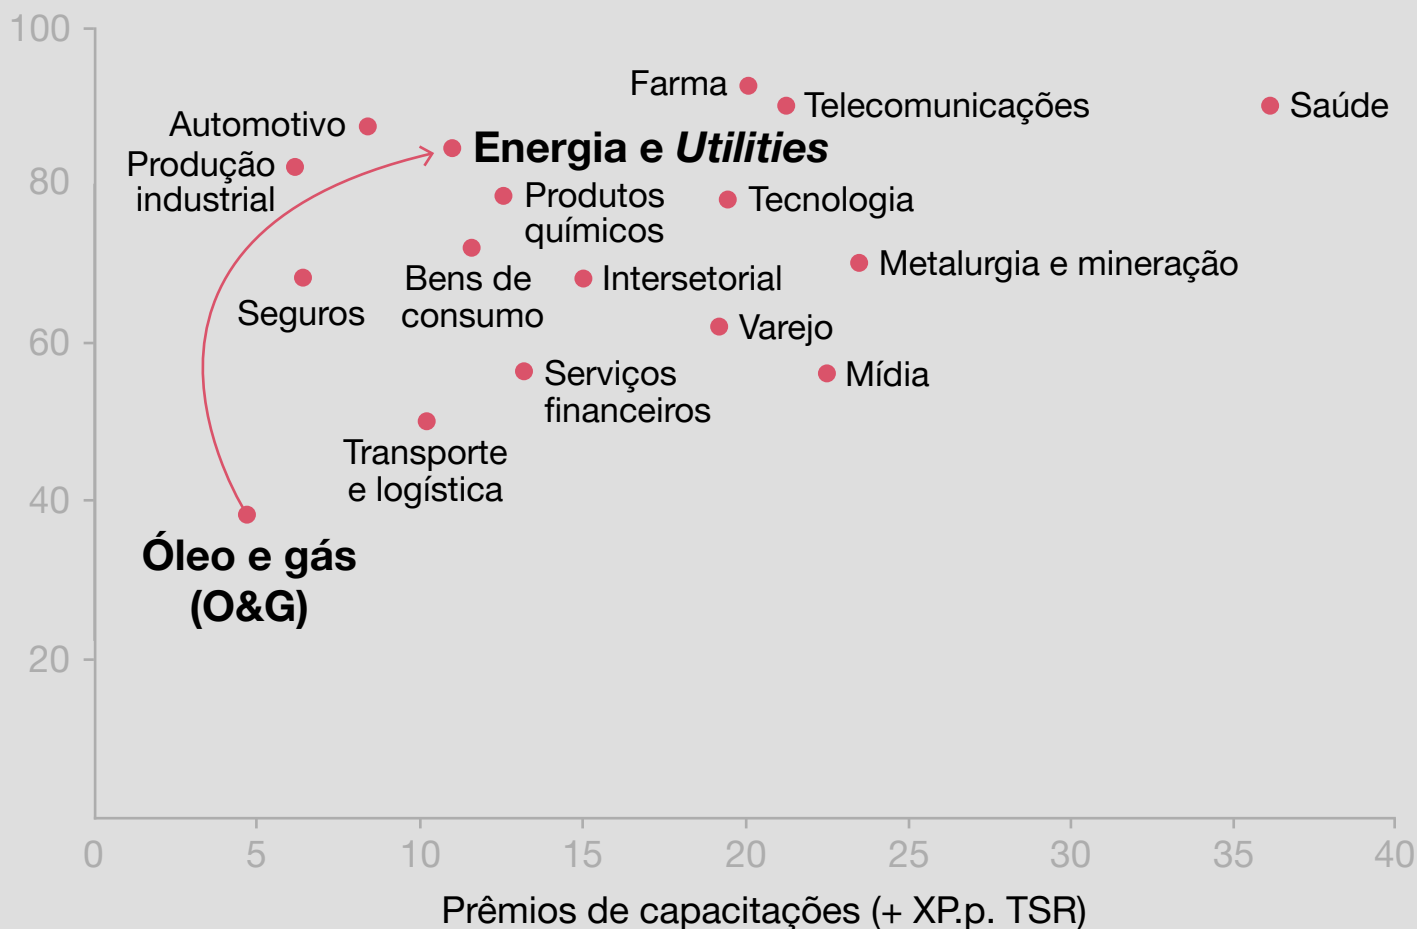 100
Farma
Telecomunicações
Saúde
Automotivo
Energia e Utilities
Produção
industrial
80
Produtos
químicos
Tecnologia
Metalurgia e mineração
Bens de
consumo
Intersetorial
Seguros
Varejo
60
Serviços
financeiros
Mídia
Transporte
e logística
40
Óleo e gás
(O&G)
20
0 5 10 15 20 25 30 35 40
Prêmios de capacitações (+ XP.p. TSR)